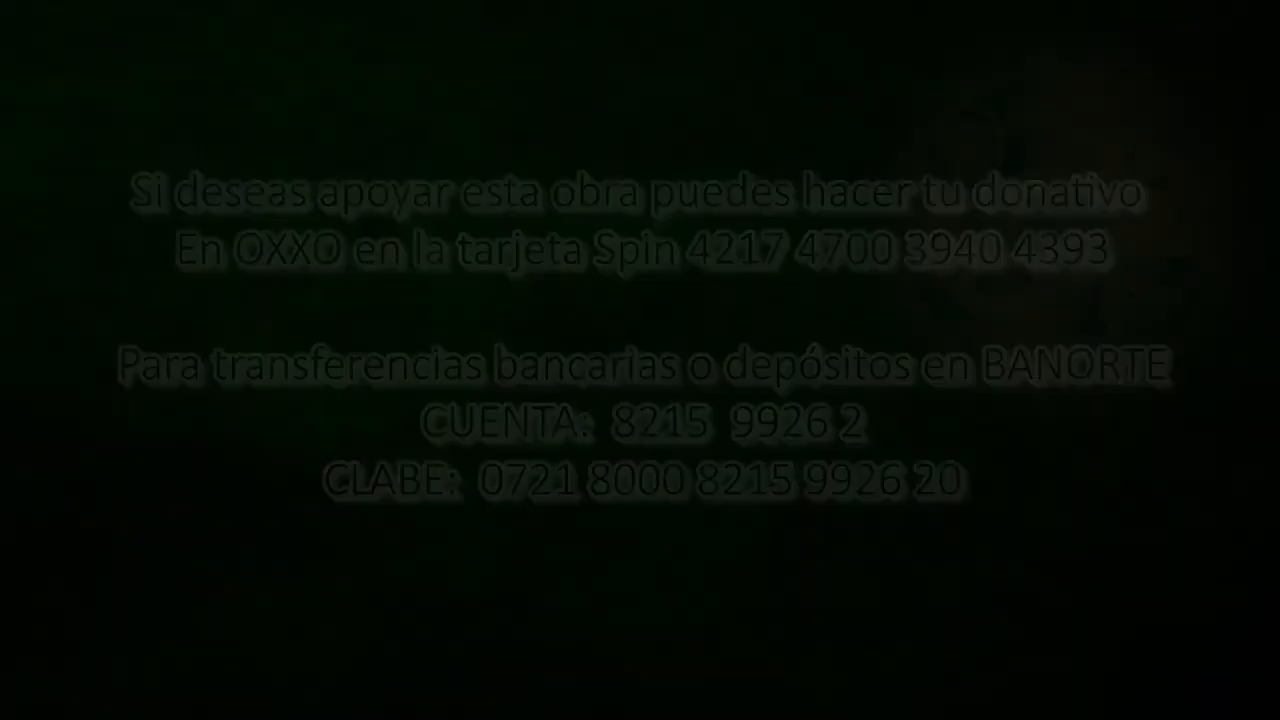 Si deseas apoyar esta obra puedes hacer tu donativo
En OXXO en la tarjeta Spin 4217 4700 3940 4393
Para transferencias bancarias o depósitos en BANORTE
CUENTA: 8215 9926 2
CLABE: 0721 8000 8215 9926 20